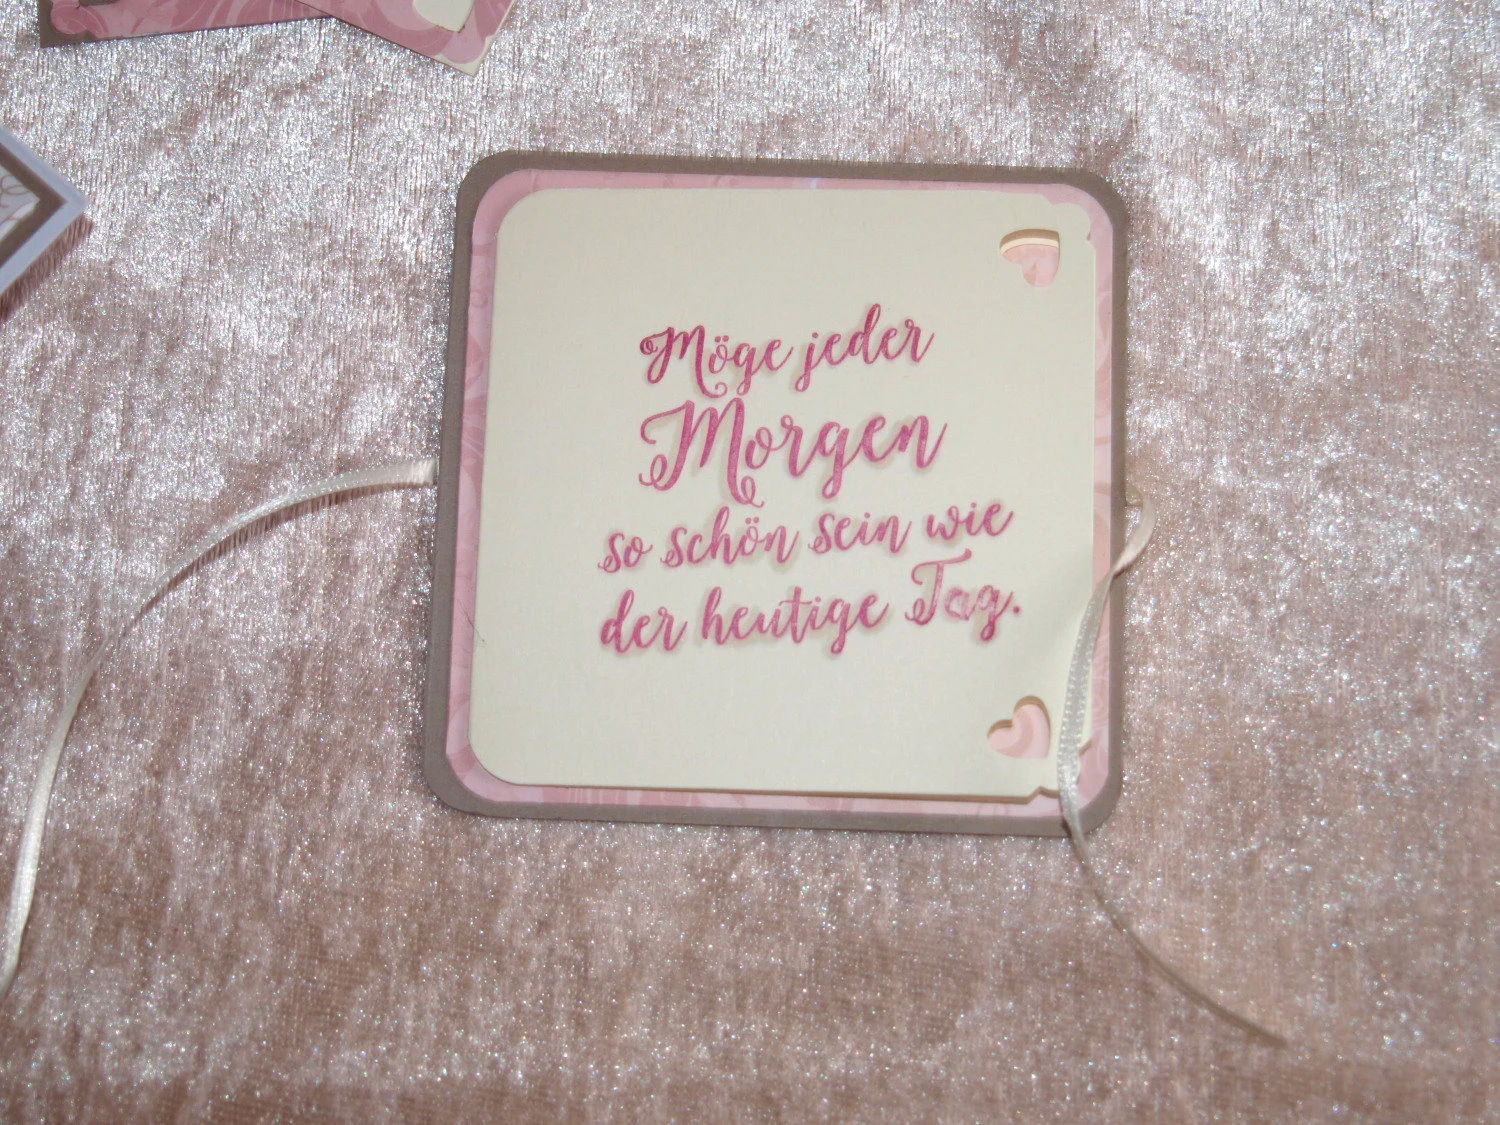 Möge jeder
Morgen
so schön sein wie
der heutige Tag.